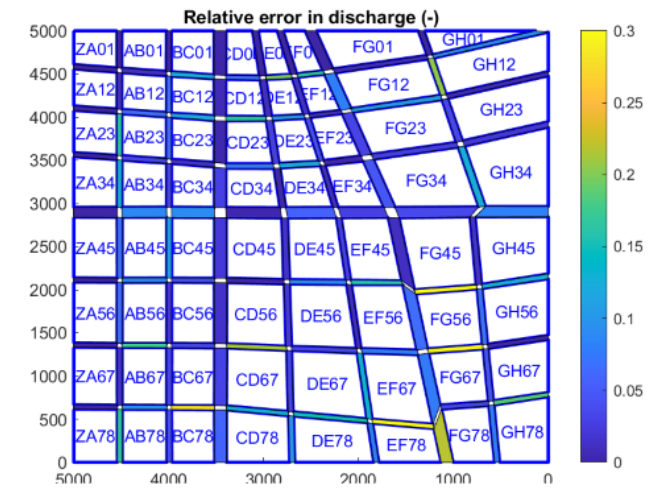 Relative error in discharge (-)
5000 ZA01 AB01 BC01 FG01 GH01 0.3
4500 GH12
ZA12 AB12 BC12 CD12 DE12 EF12 FG12 0.25
4000 GH23
ZA23 AB23 BC23 CD23 DE23 EF23 FG23
3500 0.2
ZA34 AB34 BC34 CD34 DE34 EF34 FG34 GH34
3000
2500 ZA45 AB45 BC45 CD45 DE45 EF45 FG45 GH45 0.15
2000
1500 ZA56 AB56 BC56 CD56 DE56 EF56 FG56 GH56 0.1
1000 ZA67 AB67 BC67 CD67 DE67 EF67 FG67 GH67
500 0.05
ZA78 AB78 BC78 CD78 DE78 EF78 FG78 GH78
0 0
5000 4000 3000 2000 1000 0